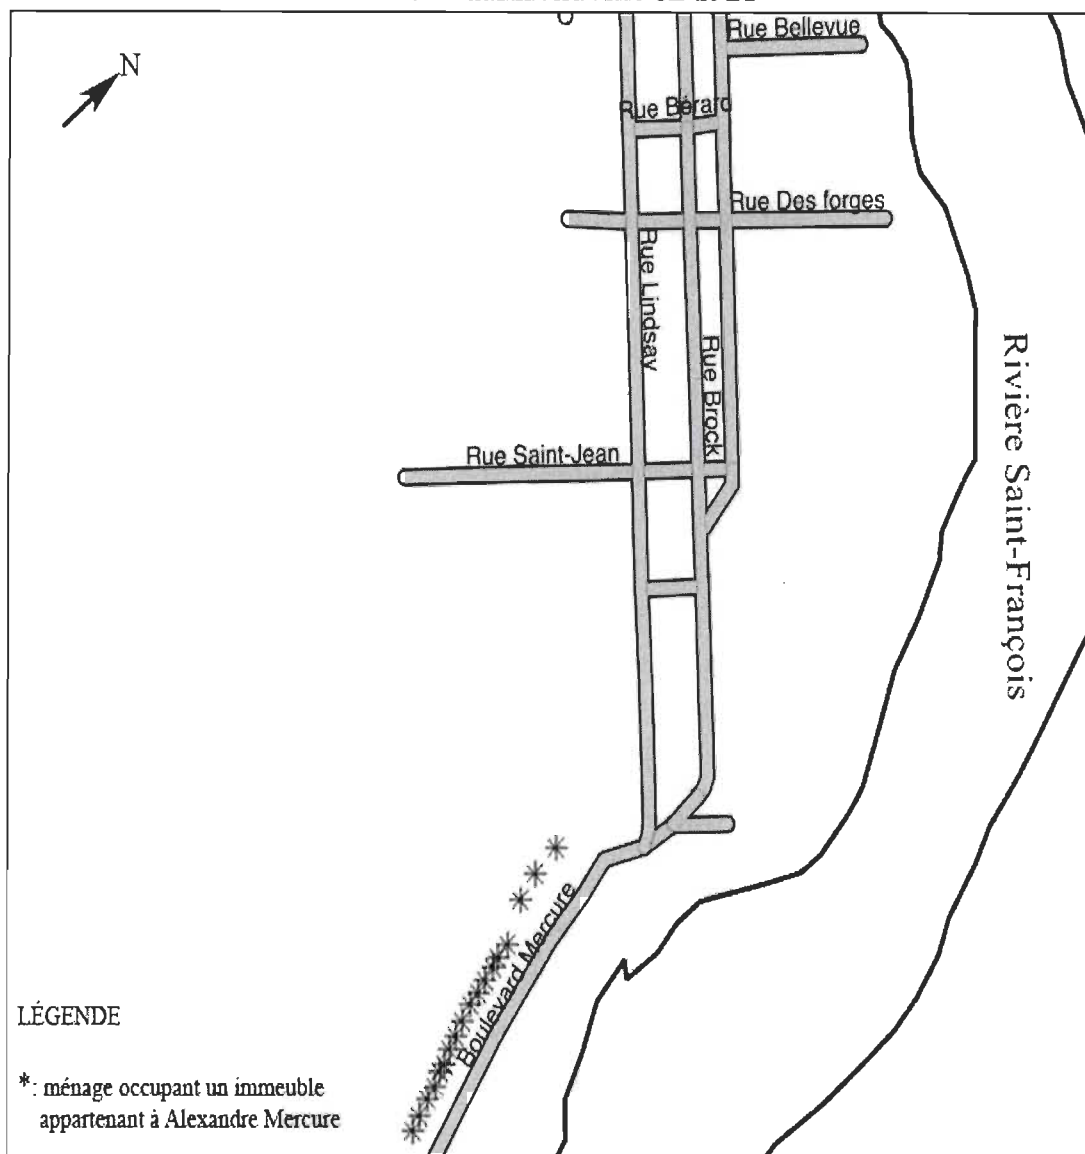 N
Rue Bellevue
Rue Bérard
Rue Des forges
Rue Lindsay
Rue Brock
Rue Saint-Jean
Rivière Saint-François
Boulevard Mercure
LÉGENDE
*: ménage occupant un immeuble
appartenant à Alexandre Mercure